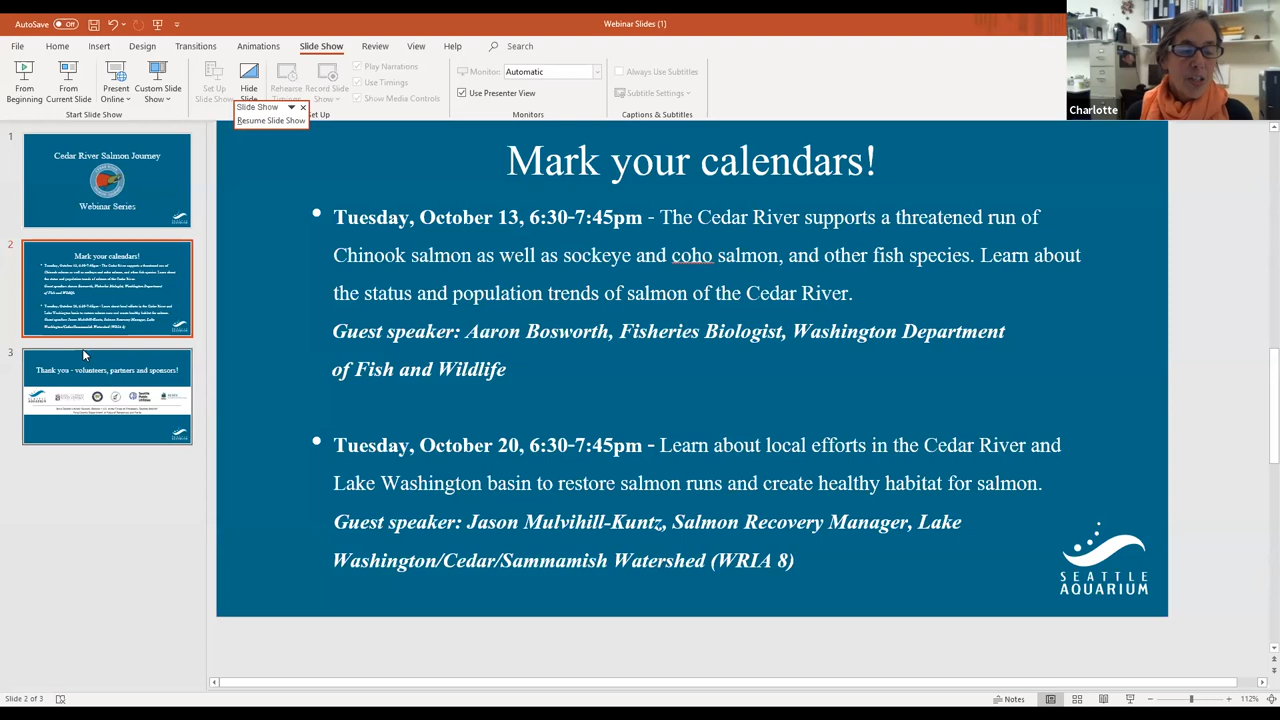 AutoSave Off
Webinar Slides (1)
File Home Insert Design Transitions Animations Slide Show Review View Help Search
From Beginning
From Current Slide
Present Online
Custom Slide Show
Set Up Slide Show
Hide Slide
Rehearse
Record Slide Show
Play Narrations
Use Timings
Show Media Controls
Monitor: Automatic
Use Presenter View
Always Use Subtitles
Subtitle Settings
Start Slide Show
Set Up
Monitors
Captions & Subtitles
Slide Show
Resume Slide Show
Charlotte
1
Cedar River Salmon Journey
Webinar Series
2
Mark your calendars!
3
Thank you - volunteers, partners and sponsors!
Mark your calendars!
• Tuesday, October 13, 6:30-7:45pm - The Cedar River supports a threatened run of
Chinook salmon as well as sockeye and coho salmon, and other fish species. Learn about
the status and population trends of salmon of the Cedar River.
Guest speaker: Aaron Bosworth, Fisheries Biologist, Washington Department
of Fish and Wildlife
• Tuesday, October 20, 6:30-7:45pm - Learn about local efforts in the Cedar River and
Lake Washington basin to restore salmon runs and create healthy habitat for salmon.
Guest speaker: Jason Mulvihill-Kuntz, Salmon Recovery Manager, Lake
Washington/Cedar/Sammamish Watershed (WRIA 8)
SEATTLE
AQUARIUM
Slide 2 of 3
Notes
112%